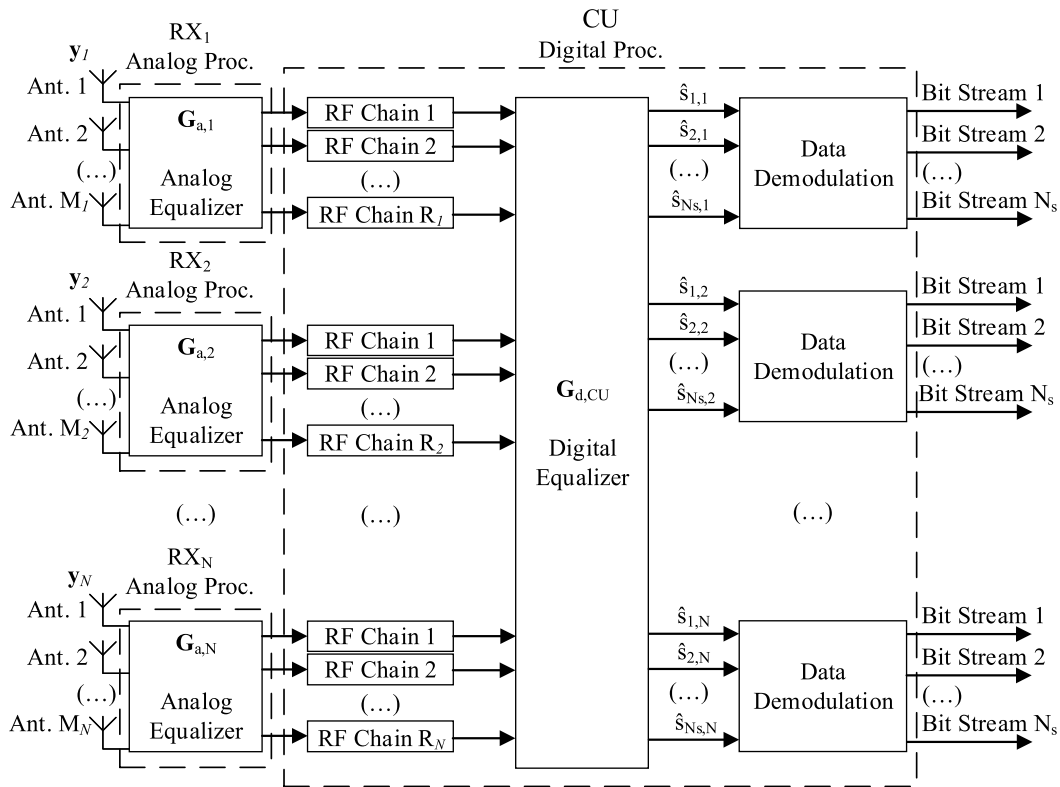 CU
Digital Proc.
RX1
Analog Proc.
y1
Ant. 1
Ant. 2
(...)
Ant. M1
Ga,1
Analog
Equalizer
RF Chain 1
RF Chain 2
(...)
RF Chain R1
RX2
Analog Proc.
y2
Ant. 1
Ant. 2
(...)
Ant. M2
Ga,2
Analog
Equalizer
RF Chain 1
RF Chain 2
(...)
RF Chain R2
(...)
(...)
RXN
Analog Proc.
yN
Ant. 1
Ant. 2
(...)
Ant. MN
Ga,N
Analog
Equalizer
RF Chain 1
RF Chain 2
(...)
RF Chain RN
Gd,CU
Digital
Equalizer
ŝ1,1
ŝ2,1
(...)
ŝNs,1
Data
Demodulation
Bit Stream 1
Bit Stream 2
(...)
Bit Stream Ns
ŝ1,2
ŝ2,2
(...)
ŝNs,2
Data
Demodulation
Bit Stream 1
Bit Stream 2
(...)
Bit Stream Ns
(...)
ŝ1,N
ŝ2,N
(...)
ŝNs,N
Data
Demodulation
Bit Stream 1
Bit Stream 2
(...)
Bit Stream Ns